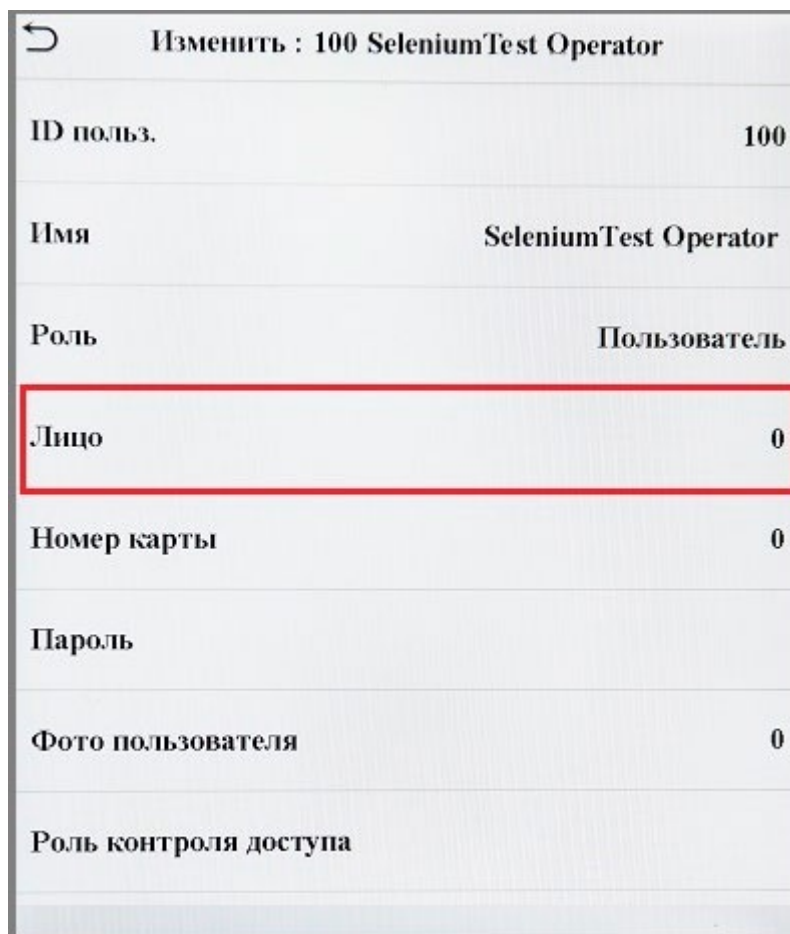 Изменить : 100 SeleniumTest Operator
ID польз. 100
Имя SeleniumTest Operator
Роль Пользователь
Лицо 0
Номер карты 0
Пароль
Фото пользователя 0
Роль контроля доступа